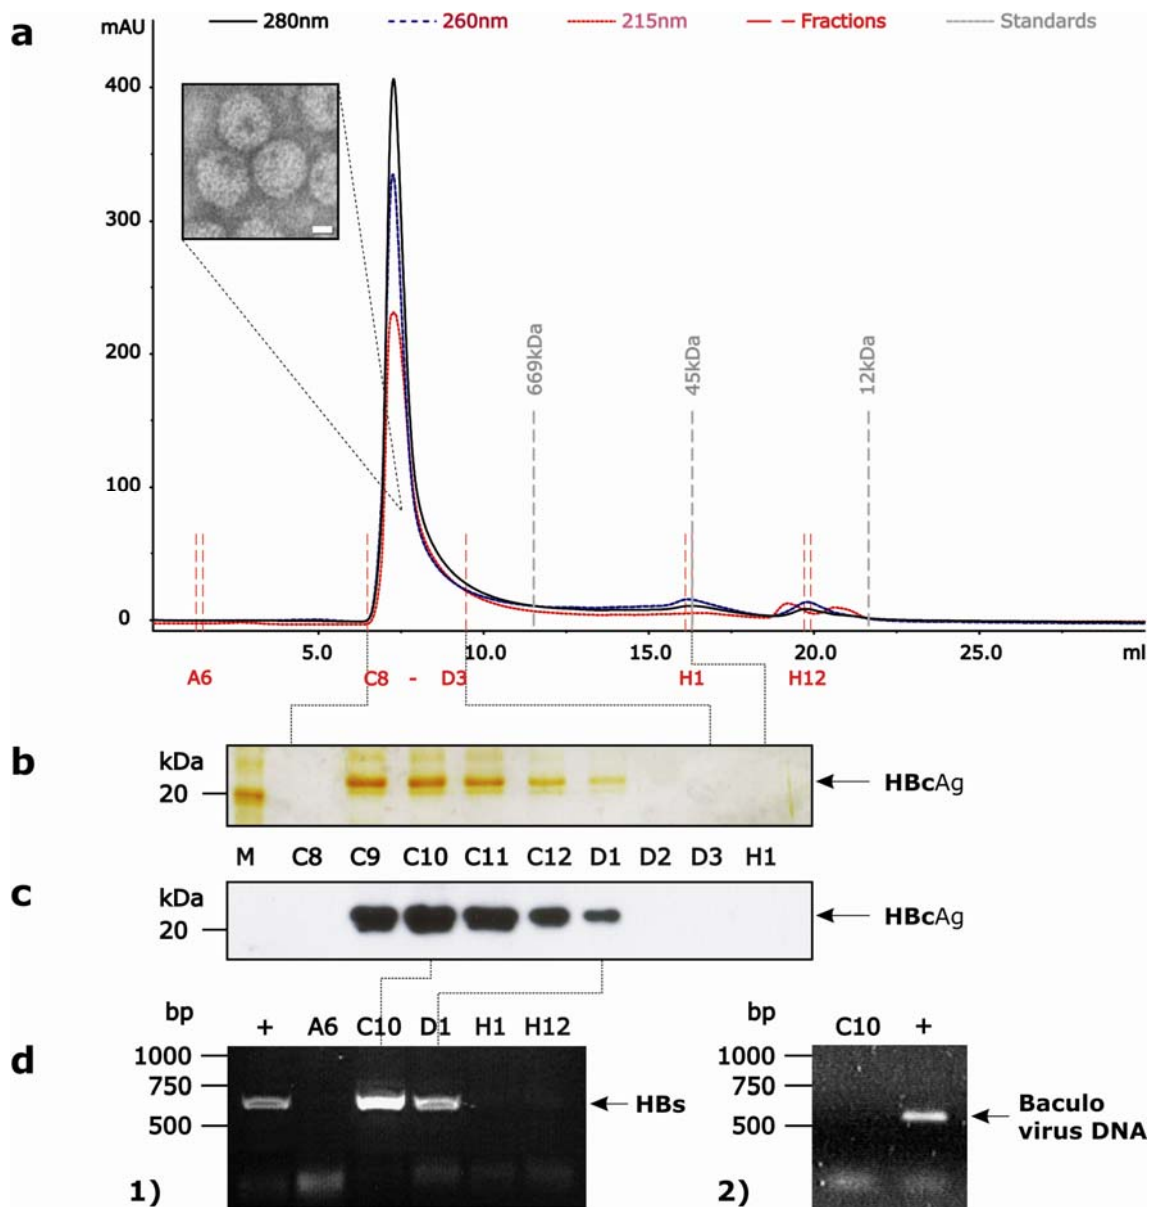 a
mAU 280nm 260nm 215nm Fractions Standards
400
300
200
669kDa 45kDa 12kDa
100
0
5.0 10.0 15.0 20.0 25.0 ml
A6 C8 - D3 H1 H12
b
kDa
20
HBcAg
M C8 C9 C10 C11 C12 D1 D2 D3 H1
c
kDa
20
HBcAg
d
bp + A6 C10 D1 H1 H12
1000
750
500
HBs
1)
bp C10 +
1000
750
500
Baculo
virus DNA
2)